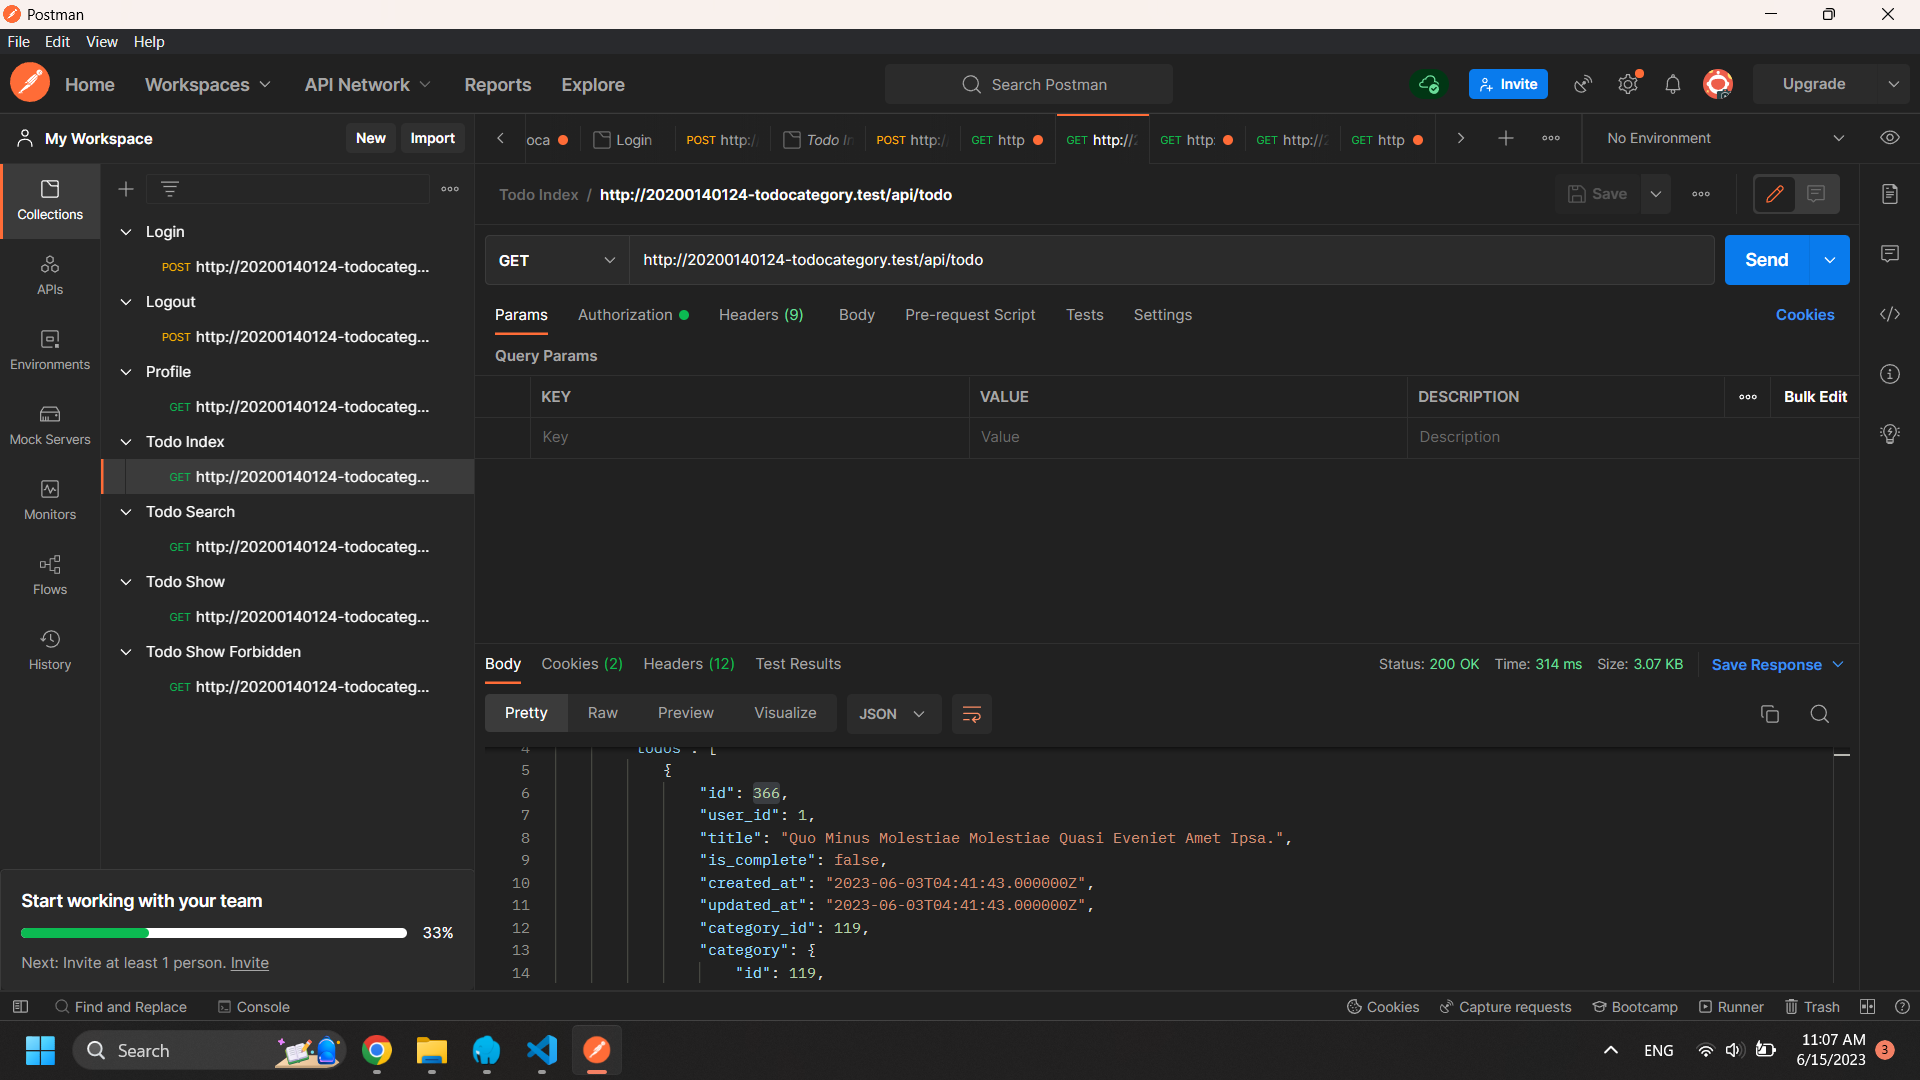 Postman
File Edit View Help
Home Workspaces API Network Reports Explore Search Postman Invite Upgrade
My Workspace New Import
oca Login POST http:/ Todo In POST http:/ GET http GET http:// GET http: GET http:// GET http No Environment
Todo Index / http://20200140124-todocategory.test/api/todo Save
Collections
APIs
Environments
Mock Servers
Monitors
Flows
History
Login
POST http://20200140124-todocateg...
Logout
POST http://20200140124-todocateg...
Profile
GET http://20200140124-todocateg...
Todo Index
GET http://20200140124-todocateg...
Todo Search
GET http://20200140124-todocateg...
Todo Show
GET http://20200140124-todocateg...
Todo Show Forbidden
GET http://20200140124-todocateg...
Start working with your team
33%
Next: Invite at least 1 person. Invite
GET http://20200140124-todocategory.test/api/todo Send
Params Authorization Headers (9) Body Pre-request Script Tests Settings Cookies
Query Params
KEY VALUE DESCRIPTION Bulk Edit
Key Value Description
Body Cookies (2) Headers (12) Test Results Status: 200 OK Time: 314 ms Size: 3.07 KB Save Response
Pretty Raw Preview Visualize JSON
4 "todos": [
5 {
6 "id": 366,
7 "user_id": 1,
8 "title": "Quo Minus Molestiae Molestiae Quasi Eveniet Amet Ipsa.",
9 "is_complete": false,
10 "created_at": "2023-06-03T04:41:43.000000Z",
11 "updated_at": "2023-06-03T04:41:43.000000Z",
12 "category_id": 119,
13 "category": {
14 "id": 119,
Find and Replace Console Cookies Capture requests Bootcamp Runner Trash
Search ENG 11:07 AM 3
6/15/2023